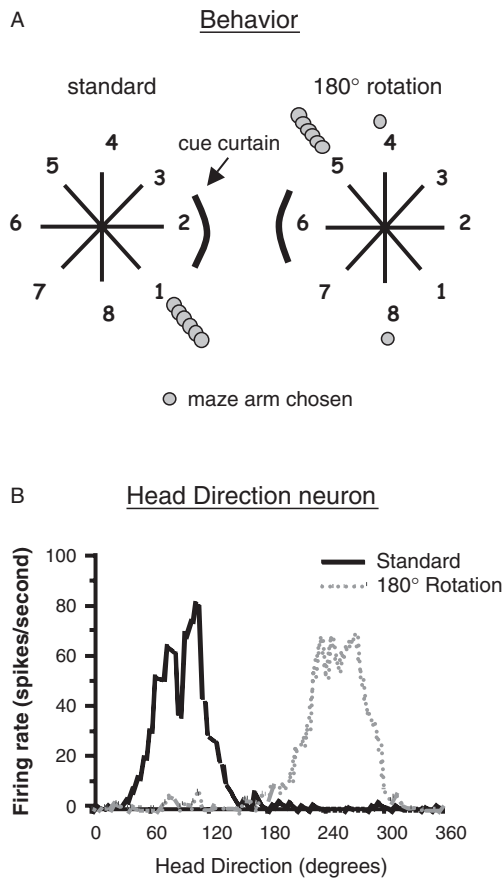 A
Behavior
standard
180° rotation
cue curtain
4
5
3
6
2
7
1
8
4
5
3
6
2
7
1
8
maze arm chosen
B
Head Direction neuron
Standard
180° Rotation
Firing rate (spikes/second)
100
80
60
40
20
0
0 60 120 180 240 300 360
Head Direction (degrees)